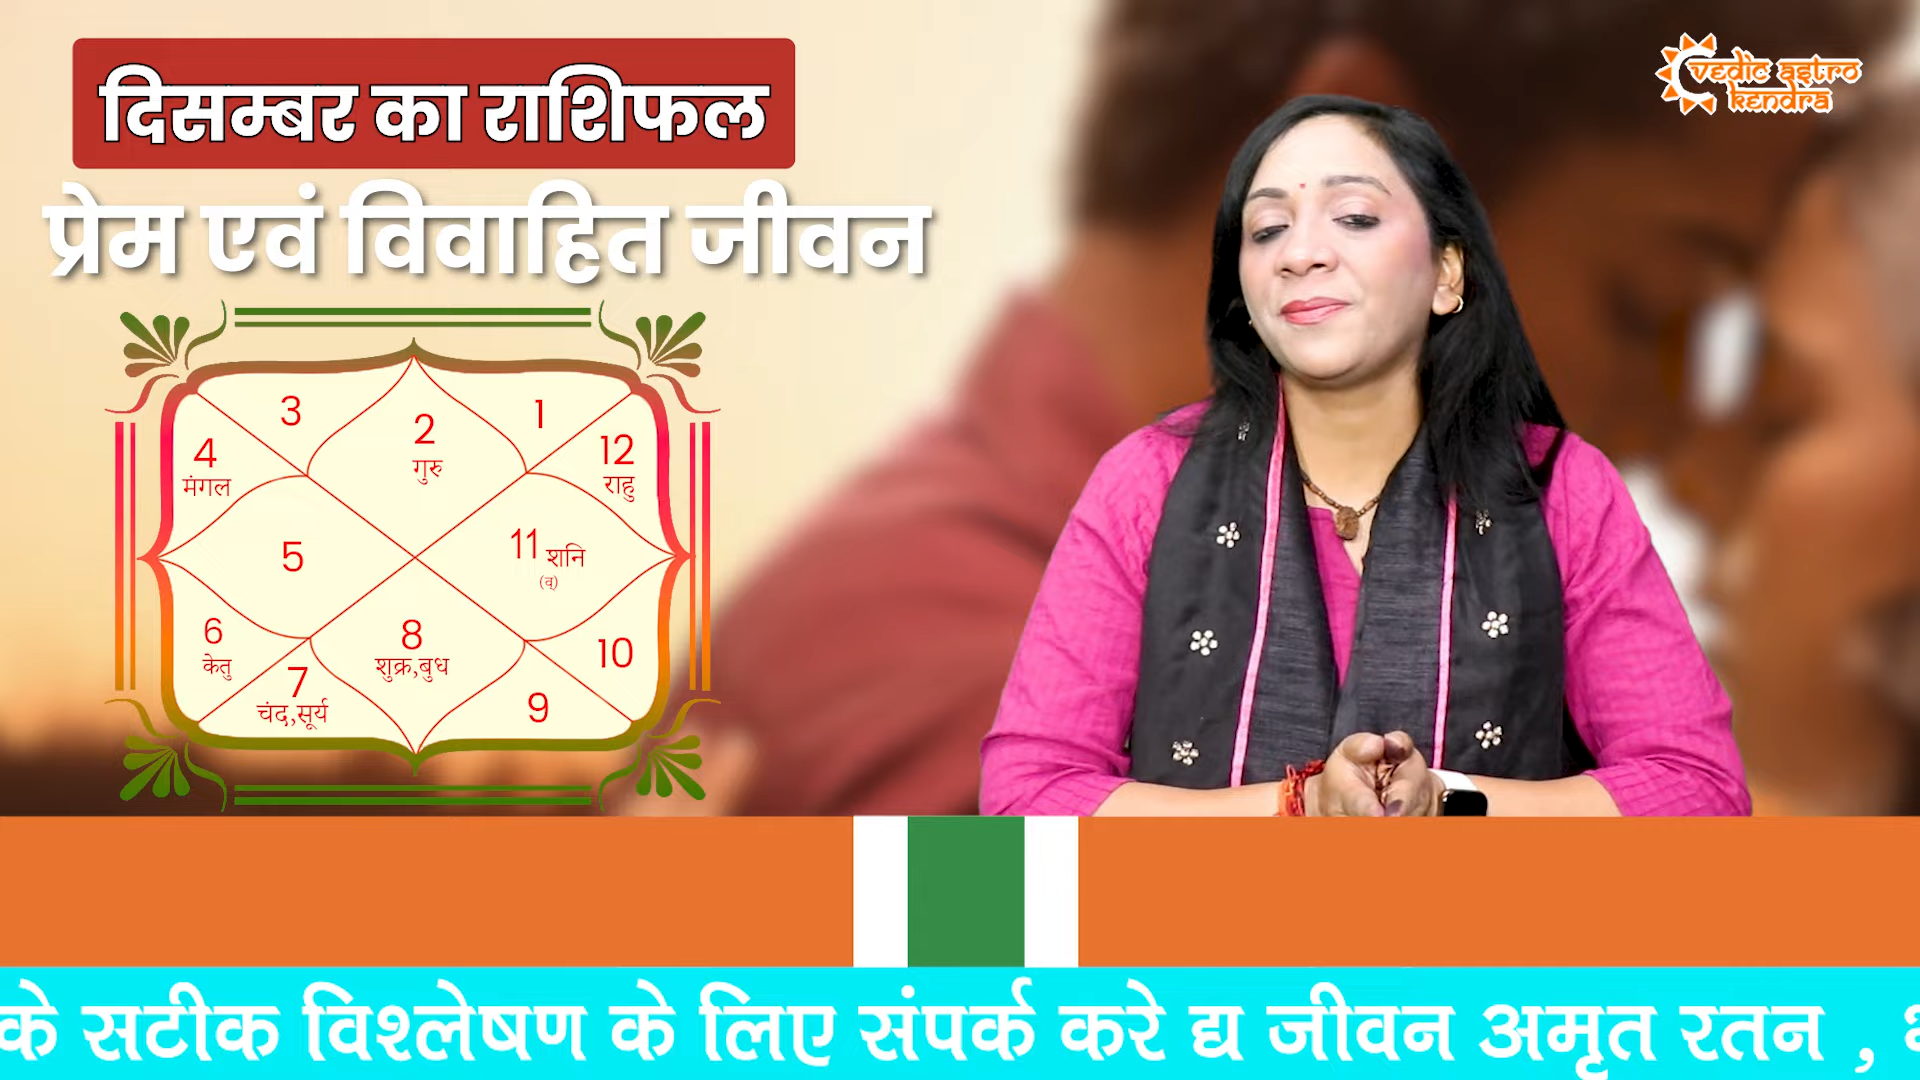 दिसम्बर का राशिफल
vedic astro
kendra
प्रेम एवं विवाहित जीवन
3
2
गुरु
1
4
मंगल
12
राहु
5
11 शनि
(व)
6
केतु
7
चंद,सूर्य
8
शुक्र,बुध
10
9
के सटीक विश्लेषण के लिए संपर्क करे द्य जीवन अमृत रतन ,